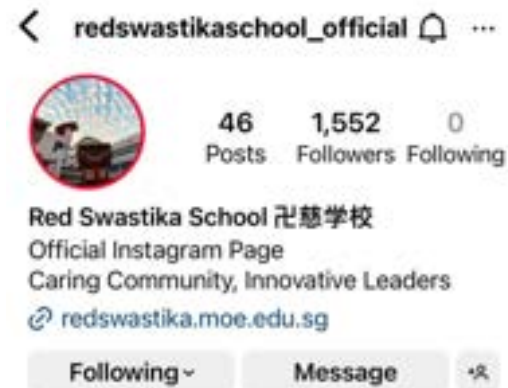 redswastikaschool_official
46 1,552 0
Posts Followers Following
Red Swastika School 卍慈学校
Official Instagram Page
Caring Community, Innovative Leaders
redswastika.moe.edu.sg
Following Message